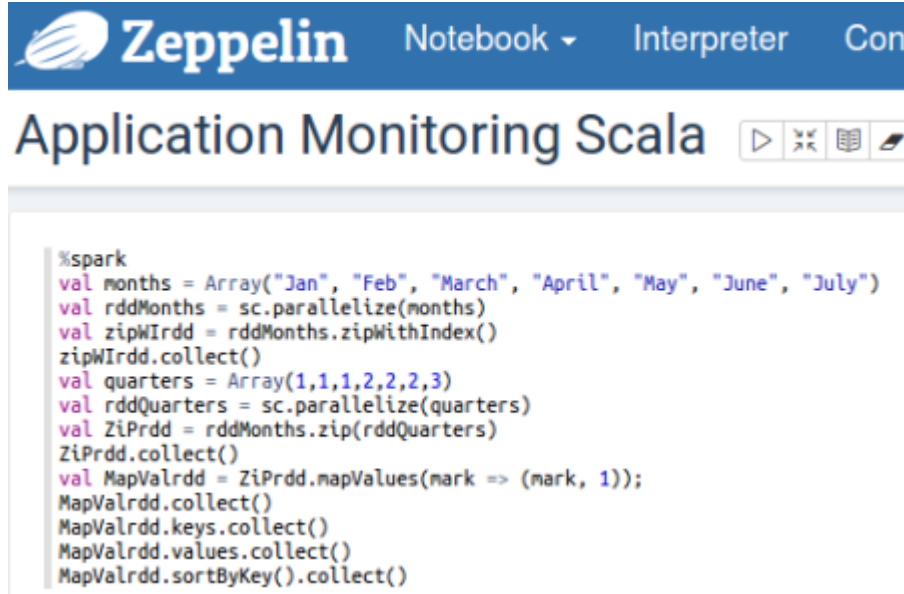 Zeppelin Notebook Interpreter Con
Application Monitoring Scala
%spark
val months = Array("Jan", "Feb", "March", "April", "May", "June", "July")
val rddMonths = sc.parallelize(months)
val zipWIrdd = rddMonths.zipWithIndex()
zipWIrdd.collect()
val quarters = Array(1,1,1,2,2,2,3)
val rddQuarters = sc.parallelize(quarters)
val ZiPrdd = rddMonths.zip(rddQuarters)
ZiPrdd.collect()
val MapValrdd = ZiPrdd.mapValues(mark => (mark, 1));
MapValrdd.collect()
MapValrdd.keys.collect()
MapValrdd.values.collect()
MapValrdd.sortByKey().collect()